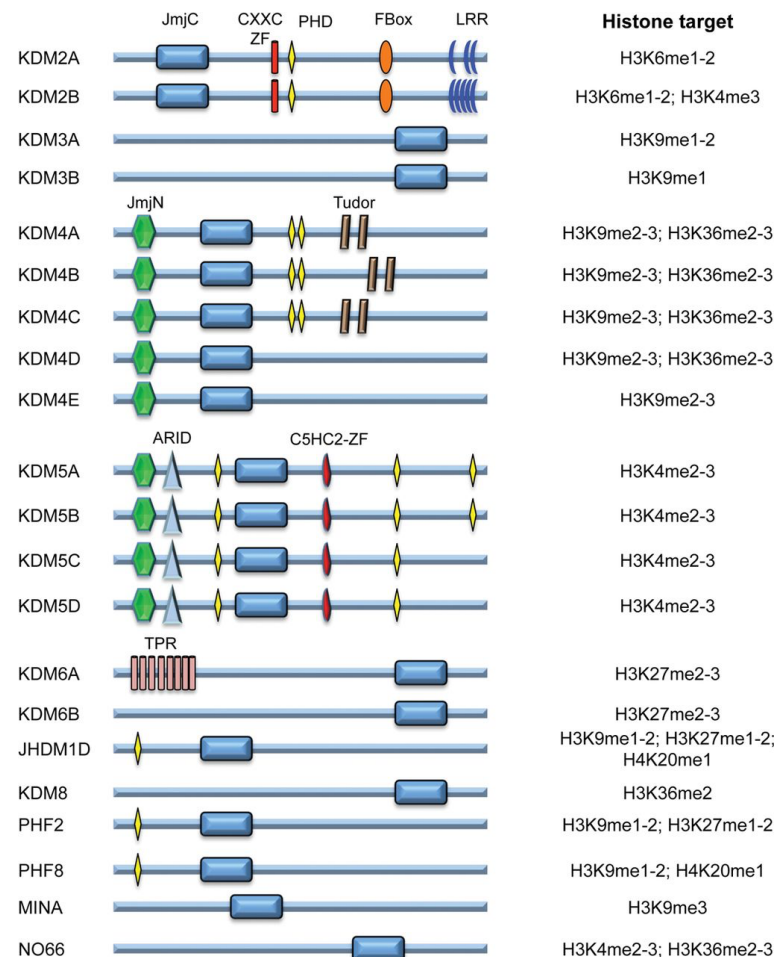 JmjC CXXC ZF PHD FBox LRR Histone target
KDM2A H3K6me1-2
KDM2B H3K6me1-2; H3K4me3
KDM3A H3K9me1-2
KDM3B H3K9me1
JmjN Tudor
KDM4A H3K9me2-3; H3K36me2-3
KDM4B H3K9me2-3; H3K36me2-3
KDM4C H3K9me2-3; H3K36me2-3
KDM4D H3K9me2-3; H3K36me2-3
KDM4E H3K9me2-3
ARID C5HC2-ZF
KDM5A H3K4me2-3
KDM5B H3K4me2-3
KDM5C H3K4me2-3
KDM5D H3K4me2-3
TPR
KDM6A H3K27me2-3
KDM6B H3K27me2-3
JHDM1D H3K9me1-2; H3K27me1-2;
H4K20me1
KDM8 H3K36me2
PHF2 H3K9me1-2; H3K27me1-2
PHF8 H3K9me1-2; H4K20me1
MINA H3K9me3
NO66 H3K4me2-3; H3K36me2-3